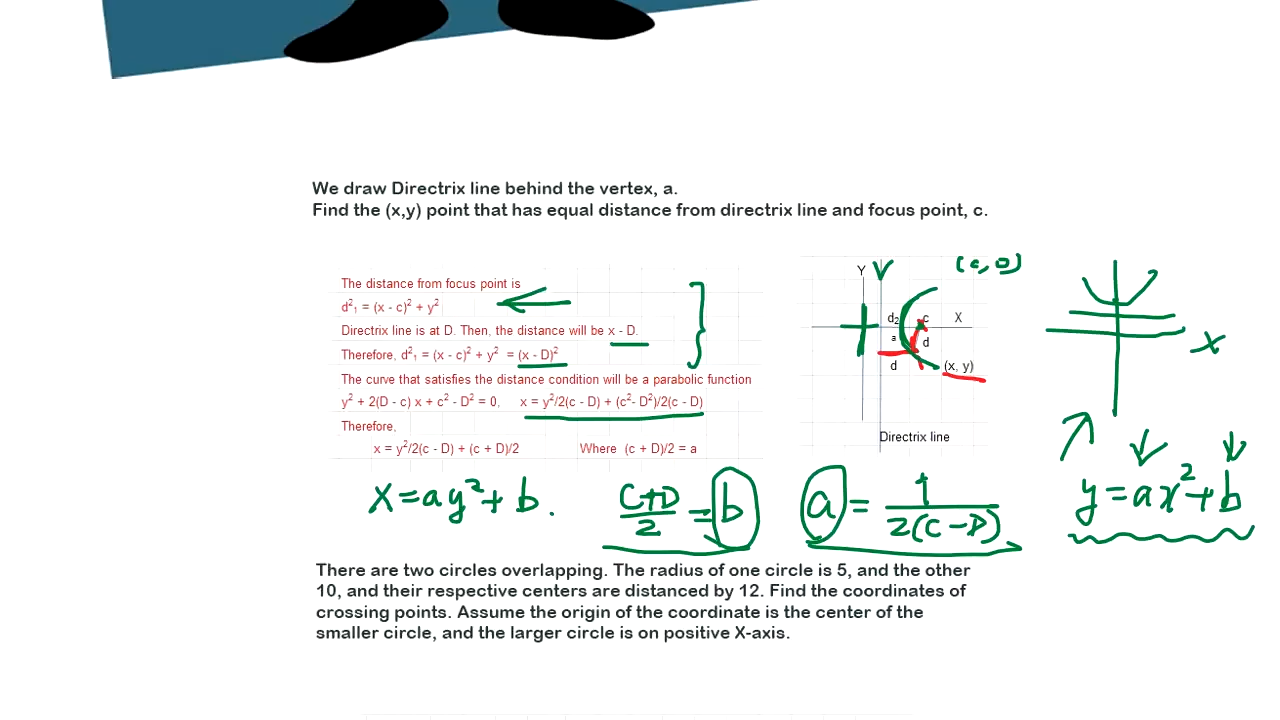 We draw Directrix line behind the vertex, a.
Find the (x,y) point that has equal distance from directrix line and focus point, c.
The distance from focus point is
d²₁ = (x - c)² + y²
Directrix line is at D. Then, the distance will be x - D.
Therefore, d²₁ = (x - c)² + y² = (x - D)²
The curve that satisfies the distance condition will be a parabolic function
y² + 2(D - c) x + c² - D² = 0, x = y²/2(c - D) + (c²- D²)/2(c - D)
Therefore,
x = y²/2(c - D) + (c + D)/2 Where (c + D)/2 = a
Y
(c, 0)
d₂ c X
a d
d (x, y)
Directrix line
x
x = ay² + b. (C+D)/2 = b a = 1/2(C-D) y = ax² + b
There are two circles overlapping. The radius of one circle is 5, and the other
10, and their respective centers are distanced by 12. Find the coordinates of
crossing points. Assume the origin of the coordinate is the center of the
smaller circle, and the larger circle is on positive X-axis.